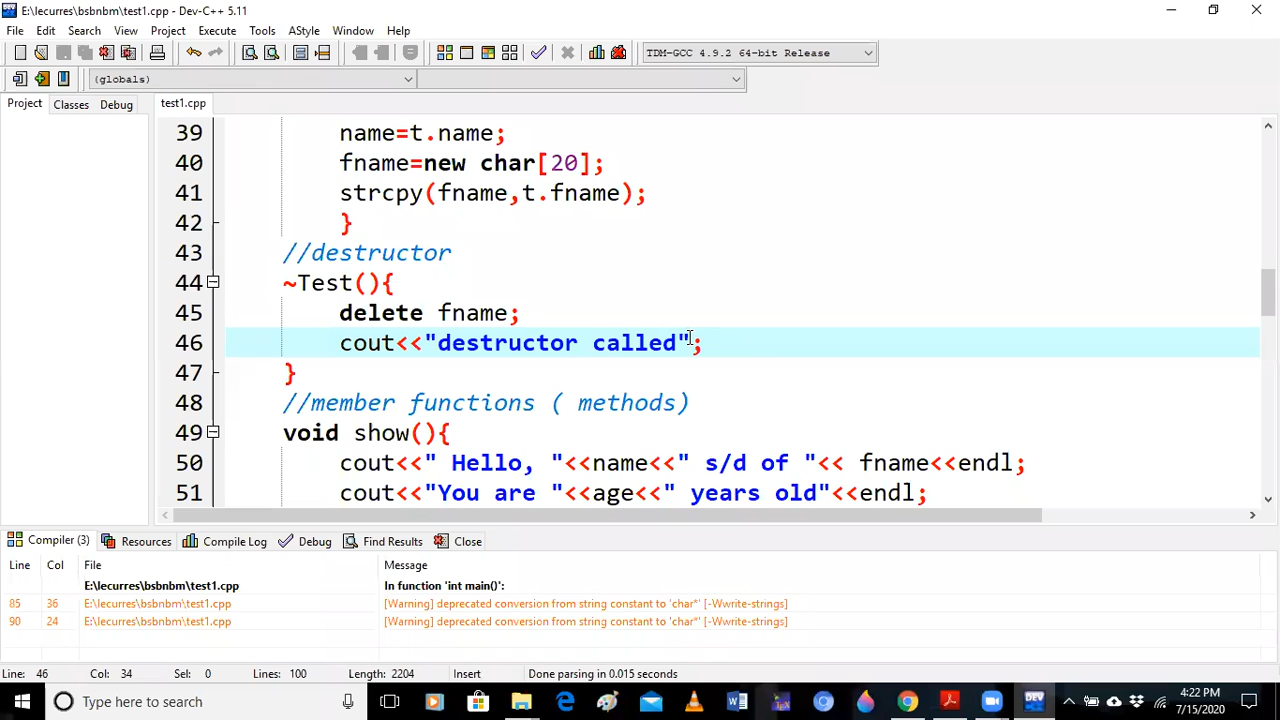 E:\lecurres\bsbnbm\test1.cpp - Dev-C++ 5.11
File Edit Search View Project Execute Tools AStyle Window Help
TDM-GCC 4.9.2 64-bit Release
(globals)
Project Classes Debug test1.cpp
39 name=t.name;
40 fname=new char[20];
41 strcpy(fname,t.fname);
42 }
43 //destructor
44 ~Test(){
45 delete fname;
46 cout<<"destructor called";
47 }
48 //member functions ( methods)
49 void show(){
50 cout<<" Hello, "<<name<<" s/d of "<< fname<<endl;
51 cout<<"You are "<<age<<" years old"<<endl;
Compiler (3) Resources Compile Log Debug Find Results Close
Line Col File Message
E:\lecurres\bsbnbm\test1.cpp In function 'int main()':
85 36 E:\lecurres\bsbnbm\test1.cpp [Warning] deprecated conversion from string constant to 'char*' [-Wwrite-strings]
90 24 E:\lecurres\bsbnbm\test1.cpp [Warning] deprecated conversion from string constant to 'char*' [-Wwrite-strings]
Line: 46 Col: 34 Sel: 0 Lines: 100 Length: 2204 Insert Done parsing in 0.015 seconds
Type here to search
DEV
4:22 PM
7/15/2020